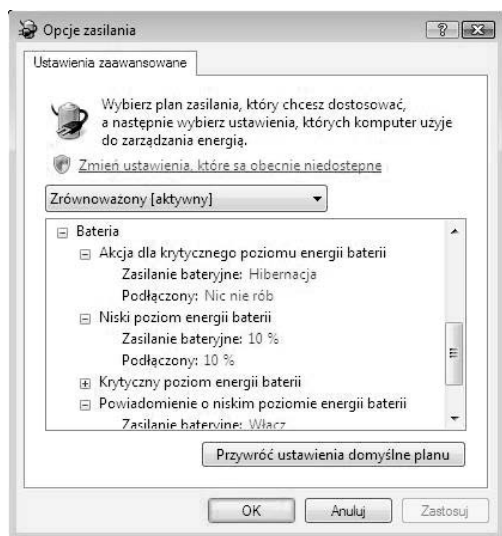 Opcje zasilania
Ustawienia zaawansowane
Wybierz plan zasilania, który chcesz dostosować,
a następnie wybierz ustawienia, których komputer użyje
do zarządzania energią.
Zmień ustawienia, które są obecnie niedostępne
Zrównoważony [aktywny]
Bateria
Akcja dla krytycznego poziomu energii baterii
Zasilanie bateryjne: Hibernacja
Podłączony: Nic nie rób
Niski poziom energii baterii
Zasilanie bateryjne: 10 %
Podłączony: 10 %
Krytyczny poziom energii baterii
Powiadomienie o niskim poziomie energii baterii
Zasilanie bateryjne: Włącz
Przywróć ustawienia domyślne planu
OK Anuluj Zastosuj